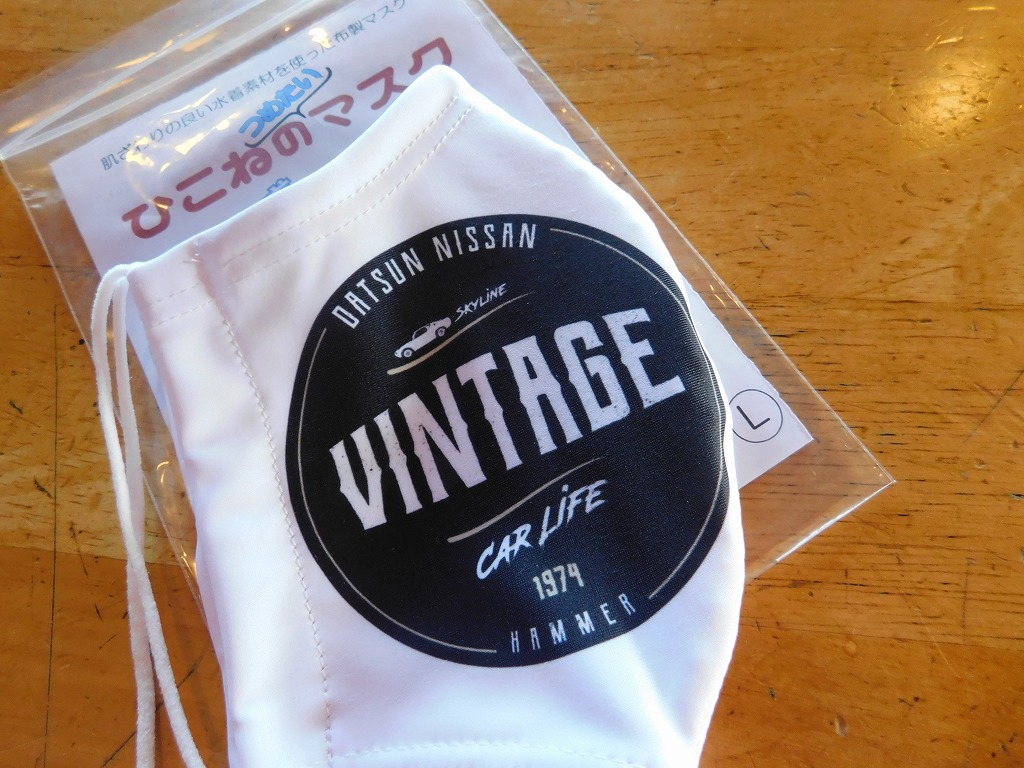 肌ざわりの良い水着素材を使った布製マスク
つめたい
ひこねのマスク
DATSUN NISSAN
SKYLINE
VINTAGE
CAR LIFE
1974
HAMMER
L